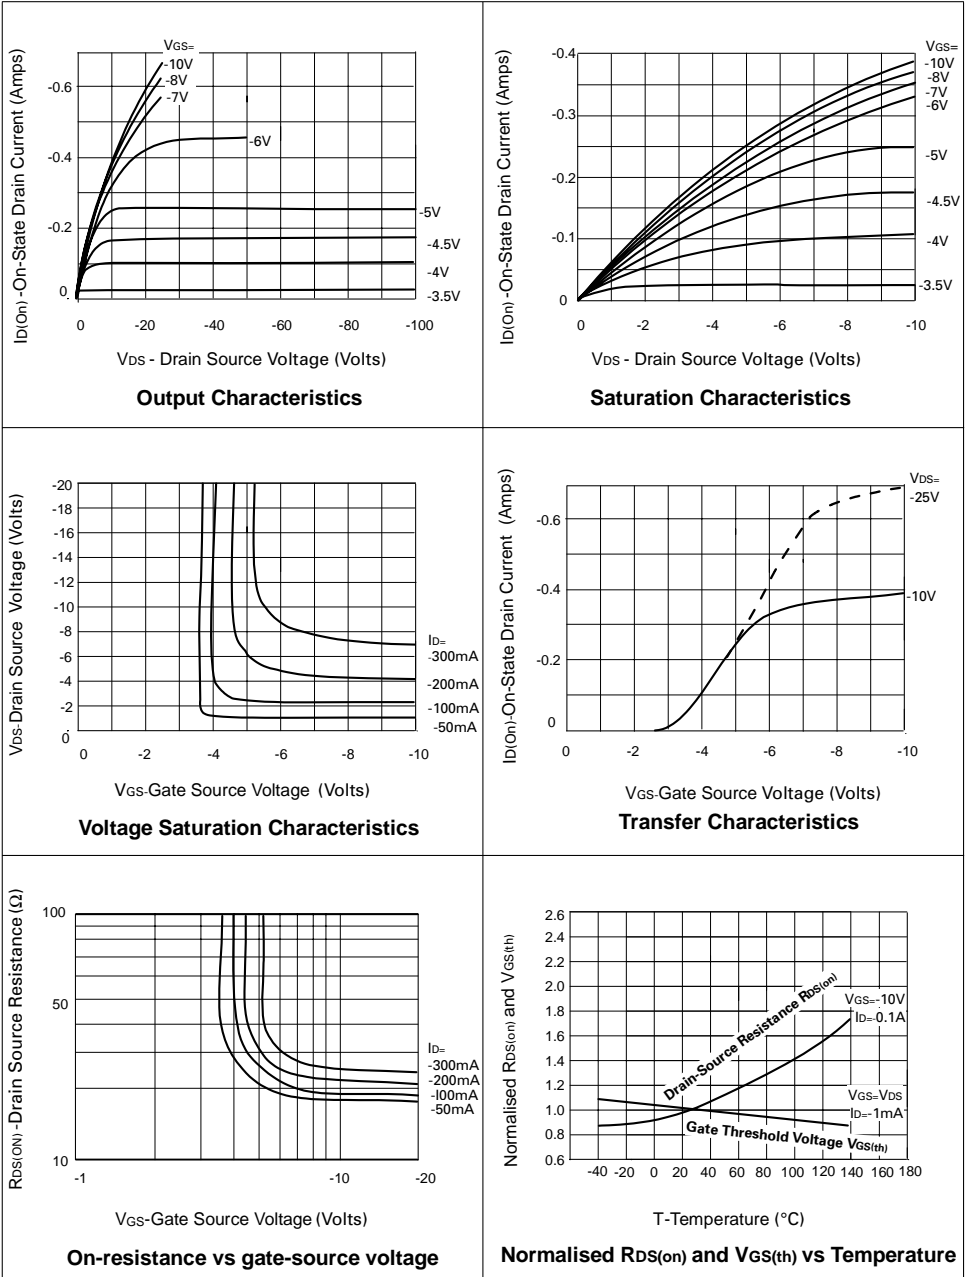 ID(On) -On-State Drain Current (Amps)
VGS=
-10V
-8V
-7V
-6V
-5V
-4.5V
-4V
-3.5V
-0.6
-0.4
-0.2
0
0 -20 -40 -60 -80 -100
VDS - Drain Source Voltage (Volts)
Output Characteristics
ID(On) -On-State Drain Current (Amps)
VGS=
-10V
-8V
-7V
-6V
-5V
-4.5V
-4V
-3.5V
-0.4
-0.3
-0.2
-0.1
0
0 -2 -4 -6 -8 -10
VDS - Drain Source Voltage (Volts)
Saturation Characteristics
VDS-Drain Source Voltage (Volts)
-20
-18
-16
-14
-12
-10
-8
-6
-4
-2
0
ID=
-300mA
-200mA
-100mA
-50mA
0 -2 -4 -6 -8 -10
VGS-Gate Source Voltage (Volts)
Voltage Saturation Characteristics
ID(On)-On-State Drain Current (Amps)
VDS=
-25V
-10V
-0.6
-0.4
-0.2
0
0 -2 -4 -6 -8 -10
VGS-Gate Source Voltage (Volts)
Transfer Characteristics
RDS(ON) -Drain Source Resistance (Ω)
100
50
10
ID=
-300mA
-200mA
-100mA
-50mA
-1 -10 -20
VGS-Gate Source Voltage (Volts)
On-resistance vs gate-source voltage
Normalised RDS(on) and VGS(th)
2.6
2.4
2.2
2.0
1.8
1.6
1.4
1.2
1.0
0.8
0.6
Drain-Source Resistance RDS(on)
VGS=-10V
ID=-0.1A
VGS=VDS
ID=-1mA
Gate Threshold Voltage VGS(th)
-40 -20 0 20 40 60 80 100 120 140 160 180
T-Temperature (°C)
Normalised RDS(on) and VGS(th) vs Temperature